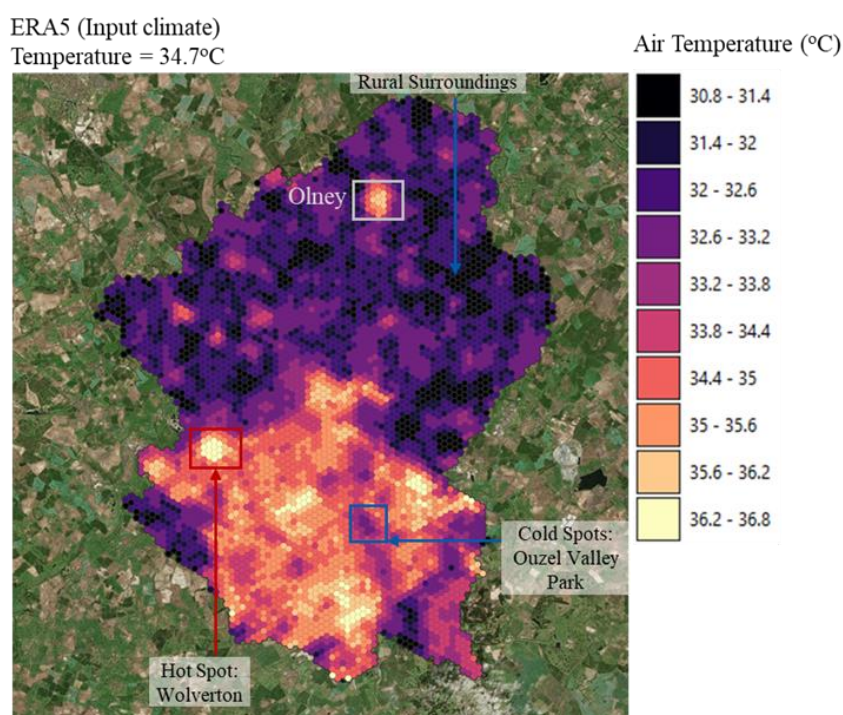 ERA5 (Input climate)
Temperature = 34.7°C
Air Temperature (°C)
Rural Surroundings
30.8 - 31.4
31.4 - 32
32 - 32.6
Olney
32.6 - 33.2
33.2 - 33.8
33.8 - 34.4
34.4 - 35
35 - 35.6
35.6 - 36.2
36.2 - 36.8
Cold Spots:
Ouzel Valley
Park
Hot Spot:
Wolverton